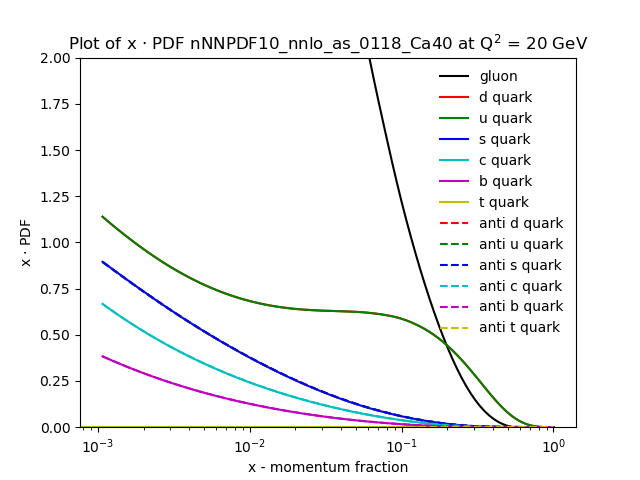 Plot of x · PDF nNNPDF10_nnlo_as_0118_Ca40 at Q² = 20 GeV
2.00
1.75
1.50
1.25
1.00
0.75
0.50
0.25
0.00
x · PDF
gluon
d quark
u quark
s quark
c quark
b quark
t quark
anti d quark
anti u quark
anti s quark
anti c quark
anti b quark
anti t quark
10⁻³ 10⁻² 10⁻¹ 10⁰
x - momentum fraction